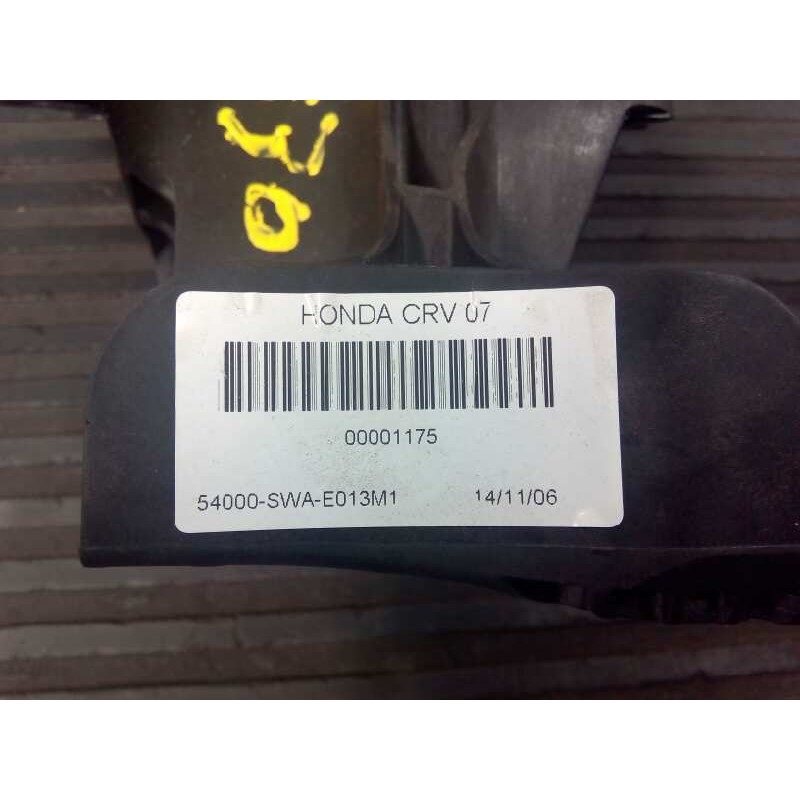 HONDA CRV 07
00001175
54000-SWA-E013M1 14/11/06